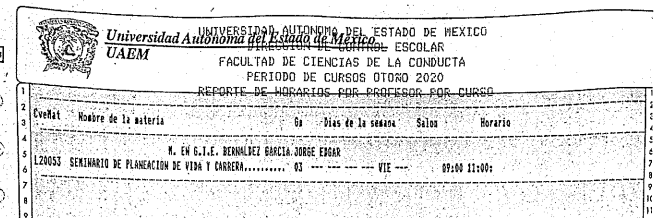 UNIVERSIDAD AUTONOMA DEL ESTADO DE MEXICO
Universidad Autónoma del Estado de México
UAEM
DIRECCION DE CONTROL ESCOLAR
FACULTAD DE CIENCIAS DE LA CONDUCTA
PERIODO DE CURSOS OTOÑO 2020
REPORTE DE HORARIOS POR PROFESOR POR CURSO
CveMat Nombre de la materia Gu Dias de la semana Salon Horario
M. EN G.I.E. BERNALDEZ GARCIA JORGE EDGAR
L20053 SEMINARIO DE PLANEACION DE VIDA Y CARRERA.......... 03 --- --- --- --- VIE --- 09:00 11:00;